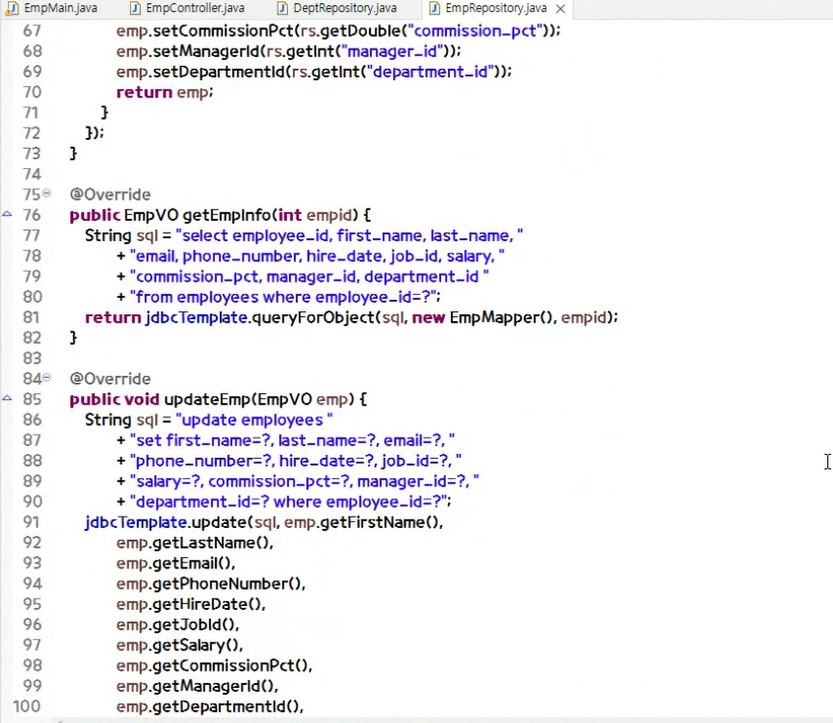 EmpMain.java EmpController.java DeptRepository.java EmpRepository.java
67 emp.setCommissionPct(rs.getDouble("commission_pct"));
68 emp.setManagerId(rs.getInt("manager_id"));
69 emp.setDepartmentId(rs.getInt("department_id"));
70 return emp;
71 }
72 });
73 }
74
75 @Override
76 public EmpVO getEmpInfo(int empid) {
77 String sql = "select employee_id, first_name, last_name, "
78 + "email, phone_number, hire_date, job_id, salary, "
79 + "commission_pct, manager_id, department_id "
80 + "from employees where employee_id=?";
81 return jdbcTemplate.queryForObject(sql, new EmpMapper(), empid);
82 }
83
84 @Override
85 public void updateEmp(EmpVO emp) {
86 String sql = "update employees "
87 + "set first_name=?, last_name=?, email=?, "
88 + "phone_number=?, hire_date=?, job_id=?, "
89 + "salary=?, commission_pct=?, manager_id=?, "
90 + "department_id=? where employee_id=?";
91 jdbcTemplate.update(sql, emp.getFirstName(),
92 emp.getLastName(),
93 emp.getEmail(),
94 emp.getPhoneNumber(),
95 emp.getHireDate(),
96 emp.getJobId(),
97 emp.getSalary(),
98 emp.getCommissionPct(),
99 emp.getManagerId(),
100 emp.getDepartmentId(),